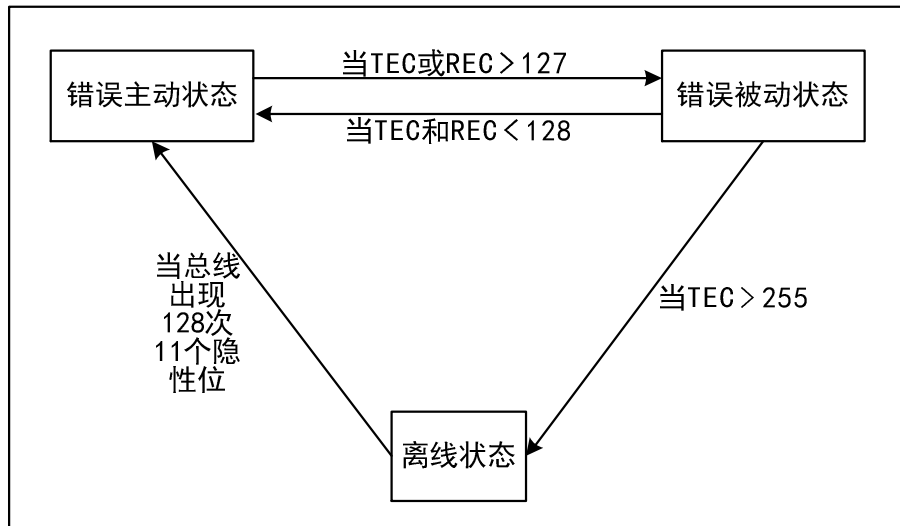 当TEC或REC＞127
错误主动状态
错误被动状态
当TEC和REC＜128
当总线
出现
128次
11个隐
性位
当TEC＞255
离线状态